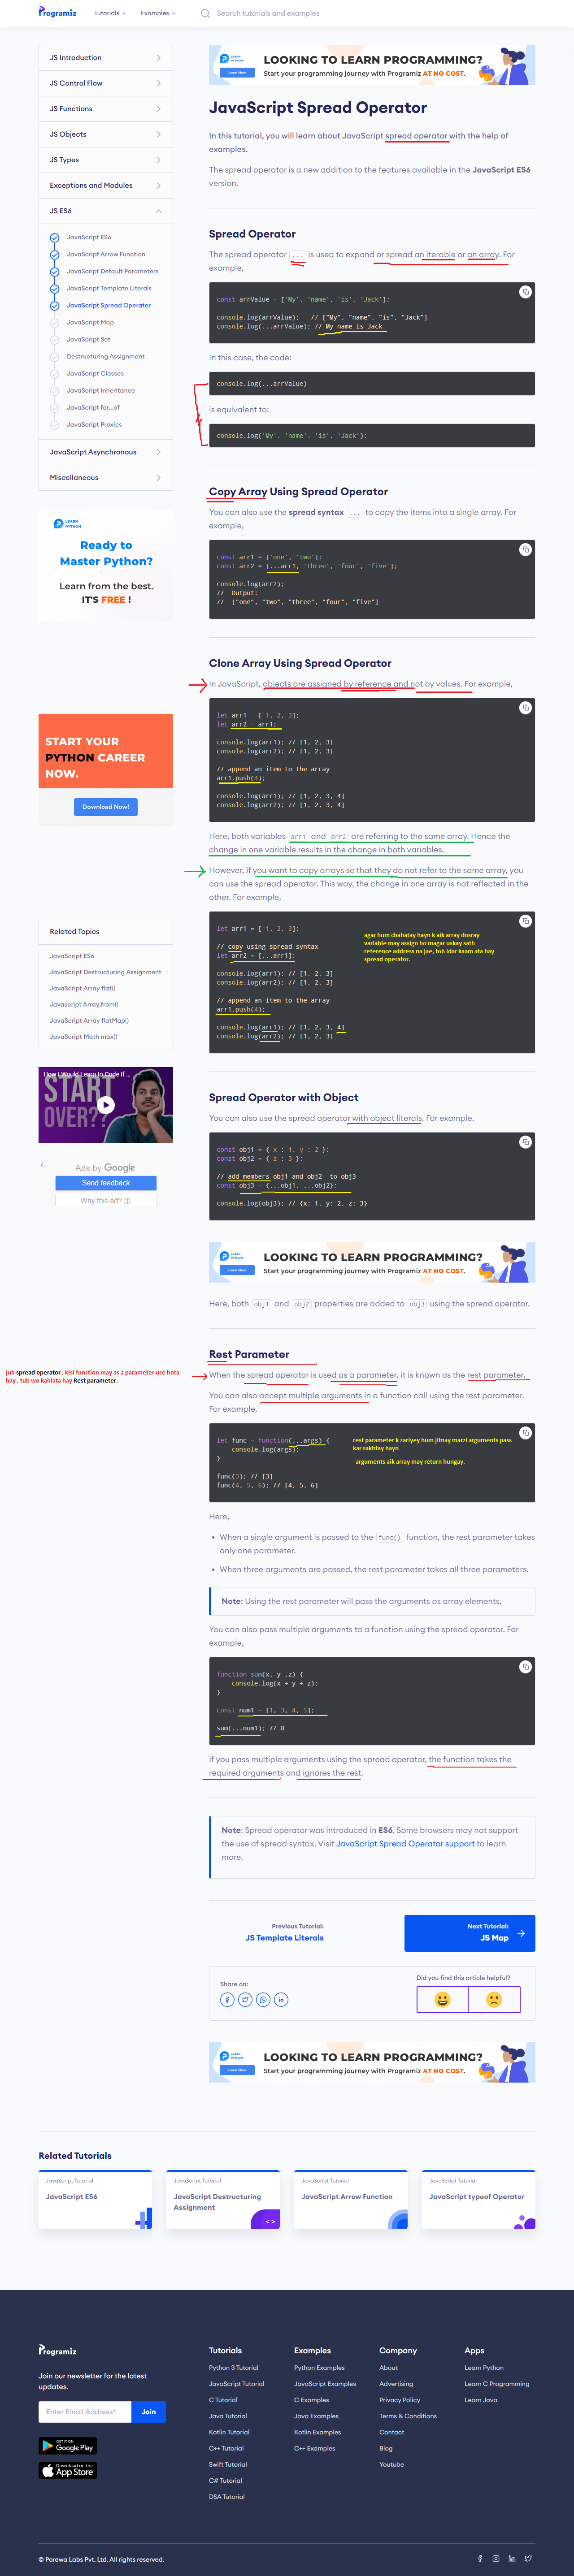 Programiz
Tutorials
Examples
Search tutorials and examples
JS Introduction
JS Control Flow
JS Functions
JS Objects
JS Types
Exceptions and Modules
JS ES6
JavaScript ES6
JavaScript Arrow Function
JavaScript Default Parameters
JavaScript Template Literals
JavaScript Spread Operator
JavaScript Map
JavaScript Set
Destructuring Assignment
JavaScript Classes
JavaScript Inheritance
JavaScript for...of
JavaScript Proxies
JavaScript Asynchronous
Miscellaneous
LEARN
PYTHON
Ready to
Master Python?
Learn from the best.
IT'S FREE !
START YOUR
PYTHON CAREER
NOW.
Download Now!
Related Topics
JavaScript ES6
JavaScript Destructuring Assignment
JavaScript Array flat()
Javascript Array.from()
JavaScript Array flatMap()
JavaScript Math max()
How I Would Learn to Code If ...
START
OVER??
Ads by Google
Send feedback
Why this ad?
jub spread operator , kisi function may as a parameter use hota
hay , tub wo kahlata hay Rest parameter.
LEARN
PYTHON
Learn More
LOOKING TO LEARN PROGRAMMING?
Start your programming journey with Programiz AT NO COST.
JavaScript Spread Operator
In this tutorial, you will learn about JavaScript spread operator with the help of
examples.
The spread operator is a new addition to the features available in the JavaScript ES6
version.
Spread Operator
The spread operator ... is used to expand or spread an iterable or an array. For
example,
const arrValue = ['My', 'name', 'is', 'Jack'];
console.log(arrValue);   // ["My", "name", "is", "Jack"]
console.log(...arrValue); // My name is Jack
In this case, the code:
console.log(...arrValue)
is equivalent to:
console.log('My', 'name', 'is', 'Jack');
Copy Array Using Spread Operator
You can also use the spread syntax ... to copy the items into a single array. For
example,
const arr1 = ['one', 'two'];
const arr2 = [...arr1, 'three', 'four', 'five'];
console.log(arr2);
//  Output:
//  ["one", "two", "three", "four", "five"]
Clone Array Using Spread Operator
In JavaScript, objects are assigned by reference and not by values. For example,
let arr1 = [ 1, 2, 3];
let arr2 = arr1;
console.log(arr1); // [1, 2, 3]
console.log(arr2); // [1, 2, 3]
// append an item to the array
arr1.push(4);
console.log(arr1); // [1, 2, 3, 4]
console.log(arr2); // [1, 2, 3, 4]
Here, both variables arr1 and arr2 are referring to the same array. Hence the
change in one variable results in the change in both variables.
However, if you want to copy arrays so that they do not refer to the same array, you
can use the spread operator. This way, the change in one array is not reflected in the
other. For example,
let arr1 = [ 1, 2, 3];
// copy using spread syntax
let arr2 = [...arr1];
console.log(arr1); // [1, 2, 3]
console.log(arr2); // [1, 2, 3]
// append an item to the array
arr1.push(4);
console.log(arr1); // [1, 2, 3, 4]
console.log(arr2); // [1, 2, 3]
agar hum chahatay hayn k aik array dosray
variable may assign ho magar uskay sath
reference address na jae, toh idar kaam ata hay
spread operator.
Spread Operator with Object
You can also use the spread operator with object literals. For example,
const obj1 = { x : 1, y : 2 };
const obj2 = { z : 3 };
// add members obj1 and obj2  to obj3
const obj3 = {...obj1, ...obj2};
console.log(obj3); // {x: 1, y: 2, z: 3}
LEARN
PYTHON
Learn More
LOOKING TO LEARN PROGRAMMING?
Start your programming journey with Programiz AT NO COST.
Here, both obj1 and obj2 properties are added to obj3 using the spread operator.
Rest Parameter
When the spread operator is used as a parameter, it is known as the rest parameter.
You can also accept multiple arguments in a function call using the rest parameter.
For example,
let func = function(...args) {
console.log(args);
}
func(3); // [3]
func(4, 5, 6); // [4, 5, 6]
rest parameter k zariyey hum jitnay marzi arguments pass
kar sakhtay hayn
arguments aik array may return hungay.
Here,
• When a single argument is passed to the func() function, the rest parameter takes
only one parameter.
• When three arguments are passed, the rest parameter takes all three parameters.
Note: Using the rest parameter will pass the arguments as array elements.
You can also pass multiple arguments to a function using the spread operator. For
example,
function sum(x, y ,z) {
console.log(x + y + z);
}
const num1 = [1, 3, 4, 5];
sum(...num1); // 8
If you pass multiple arguments using the spread operator, the function takes the
required arguments and ignores the rest.
Note: Spread operator was introduced in ES6. Some browsers may not support
the use of spread syntax. Visit JavaScript Spread Operator support to learn
more.
Previous Tutorial:
JS Template Literals
Next Tutorial:
JS Map
Share on:
Did you find this article helpful?
LEARN
PYTHON
Learn More
LOOKING TO LEARN PROGRAMMING?
Start your programming journey with Programiz AT NO COST.
Related Tutorials
JavaScript Tutorial
JavaScript ES6
JavaScript Tutorial
JavaScript Destructuring
Assignment
JavaScript Tutorial
JavaScript Arrow Function
JavaScript Tutorial
JavaScript typeof Operator
Programiz
Join our newsletter for the latest
updates.
Enter Email Address*
Join
GET IT ON
Google Play
Download on the
App Store
Tutorials
Python 3 Tutorial
JavaScript Tutorial
C Tutorial
Java Tutorial
Kotlin Tutorial
C++ Tutorial
Swift Tutorial
C# Tutorial
DSA Tutorial
Examples
Python Examples
JavaScript Examples
C Examples
Java Examples
Kotlin Examples
C++ Examples
Company
About
Advertising
Privacy Policy
Terms & Conditions
Contact
Blog
Youtube
Apps
Learn Python
Learn C Programming
Learn Java
© Parewa Labs Pvt. Ltd. All rights reserved.